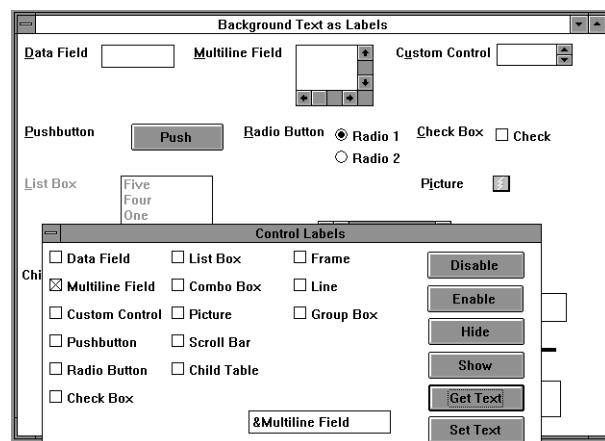 Background Text as Labels
Data Field
Multiline Field
Custom Control
Pushbutton
Push
Radio Button
Radio 1
Radio 2
Check Box
Check
List Box
Five
Four
One
Picture
Chi
Control Labels
Data Field
List Box
Frame
Disable
Multiline Field
Combo Box
Line
Enable
Custom Control
Picture
Group Box
Hide
Pushbutton
Scroll Bar
Show
Radio Button
Child Table
Get Text
Check Box
&Multiline Field
Set Text